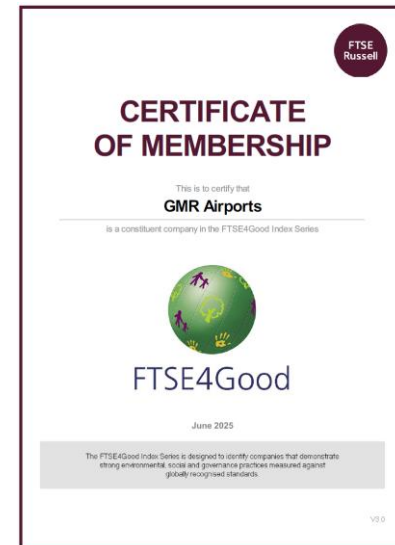 FTSE
Russell
CERTIFICATE
OF MEMBERSHIP
This is to certify that
GMR Airports
is a constituent company in the FTSE4Good Index Series
FTSE4Good
June 2025
The FTSE4Good Index Series is designed to identify companies that demonstrate
strong environmental, social and governance practices measured against
globally recognised standards.
V3.0